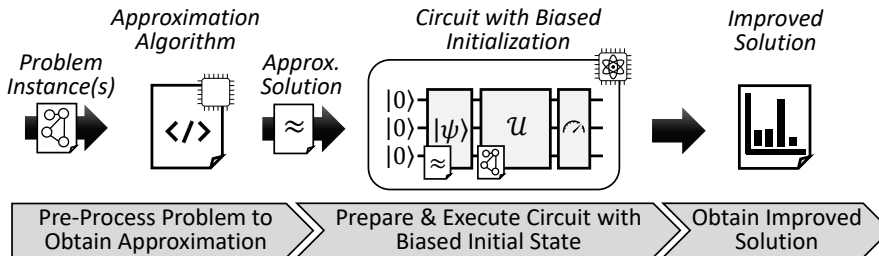 Problem
Instance(s)
Approximation
Algorithm
</>
Approx.
Solution
≈
Circuit with Biased
Initialization
|0⟩
|0⟩
|0⟩
|ψ⟩
≈
𝒰
Improved
Solution
Pre-Process Problem to
Obtain Approximation
Prepare & Execute Circuit with
Biased Initial State
Obtain Improved
Solution